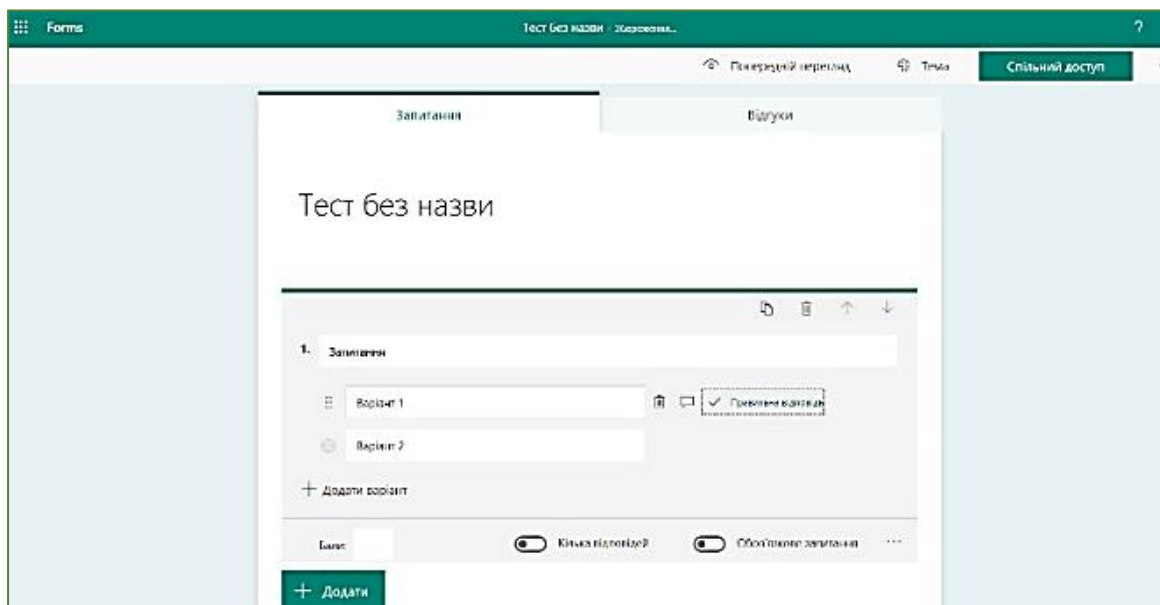 Forms
Тест без назви - Збереження...
?
Попередній перегляд
Тема
Спільний доступ
Запитання
Відгуки
Тест без назви
1.
Запитання
Варіант 1
Правильна відповідь
Варіант 2
Додати варіант
Бали:
Кілька відповідей
Обов'язкове запитання
...
Додати